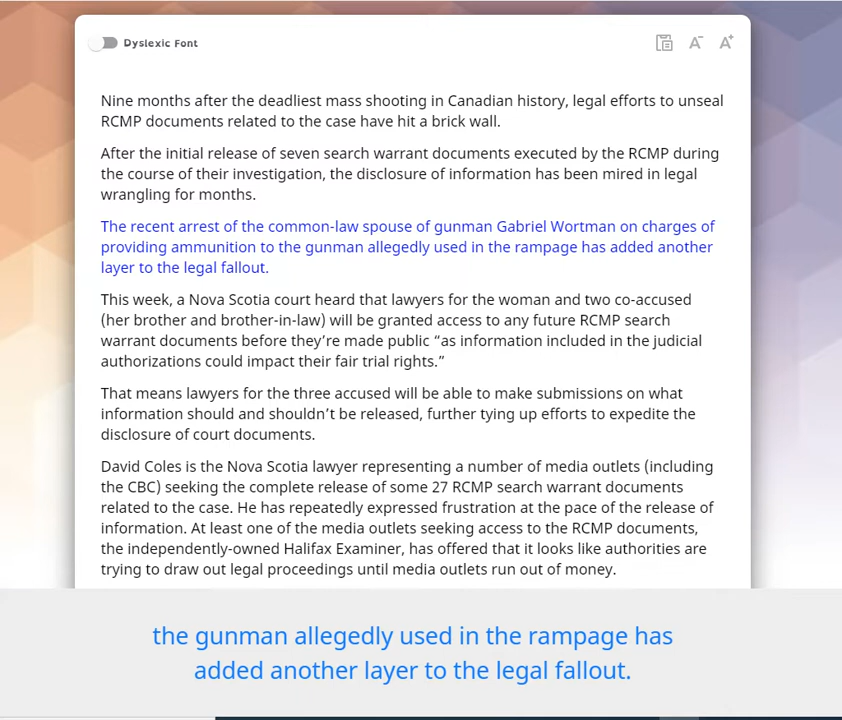 Dyslexic Font
A-
A+
Nine months after the deadliest mass shooting in Canadian history, legal efforts to unseal
RCMP documents related to the case have hit a brick wall.
After the initial release of seven search warrant documents executed by the RCMP during
the course of their investigation, the disclosure of information has been mired in legal
wrangling for months.
The recent arrest of the common-law spouse of gunman Gabriel Wortman on charges of
providing ammunition to the gunman allegedly used in the rampage has added another
layer to the legal fallout.
This week, a Nova Scotia court heard that lawyers for the woman and two co-accused
(her brother and brother-in-law) will be granted access to any future RCMP search
warrant documents before they’re made public “as information included in the judicial
authorizations could impact their fair trial rights.”
That means lawyers for the three accused will be able to make submissions on what
information should and shouldn’t be released, further tying up efforts to expedite the
disclosure of court documents.
David Coles is the Nova Scotia lawyer representing a number of media outlets (including
the CBC) seeking the complete release of some 27 RCMP search warrant documents
related to the case. He has repeatedly expressed frustration at the pace of the release of
information. At least one of the media outlets seeking access to the RCMP documents,
the independently-owned Halifax Examiner, has offered that it looks like authorities are
trying to draw out legal proceedings until media outlets run out of money.
the gunman allegedly used in the rampage has
added another layer to the legal fallout.